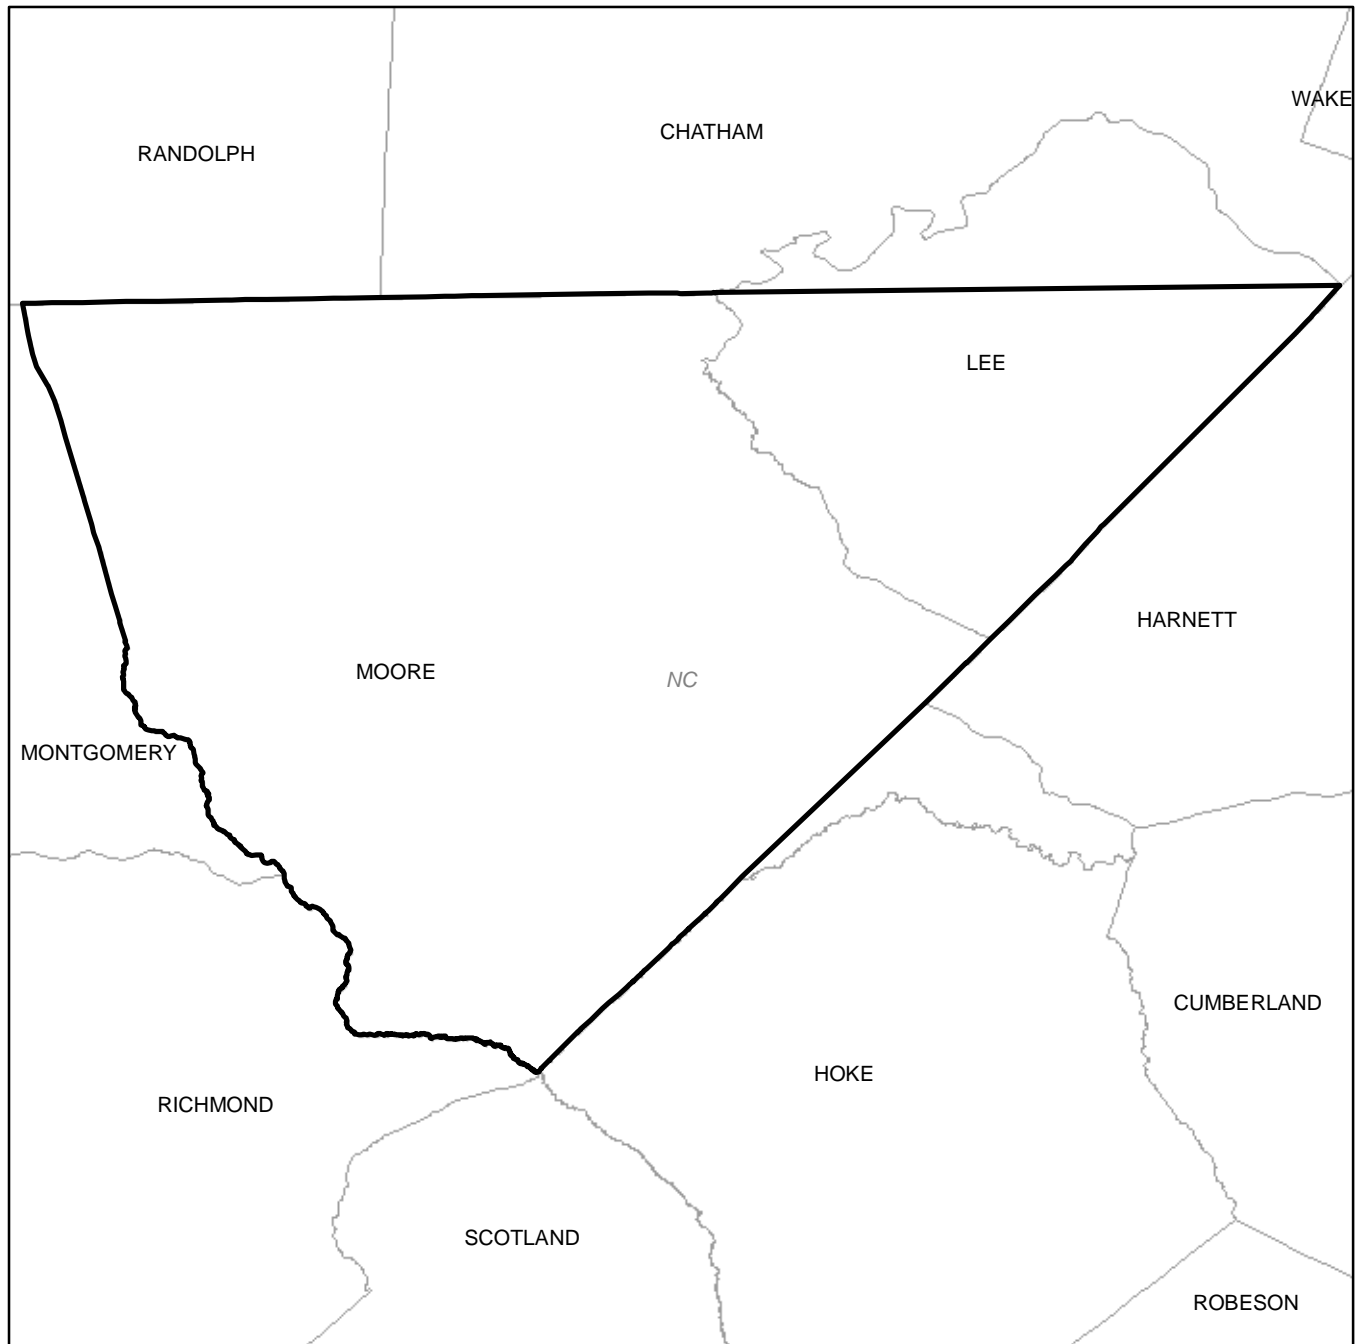 WAKE
CHATHAM
RANDOLPH
LEE
HARNETT
MOORE
NC
MONTGOMERY
CUMBERLAND
HOKE
RICHMOND
SCOTLAND
ROBESON